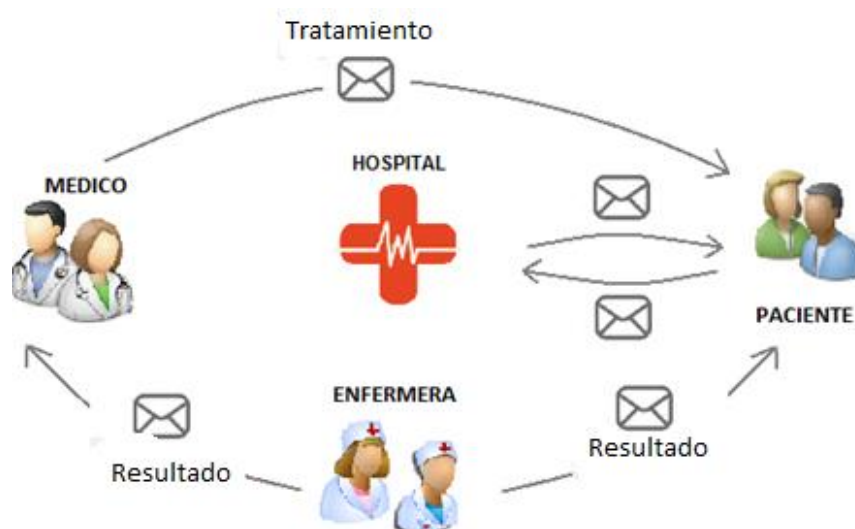 Tratamiento
HOSPITAL
MEDICO
PACIENTE
ENFERMERA
Resultado
Resultado